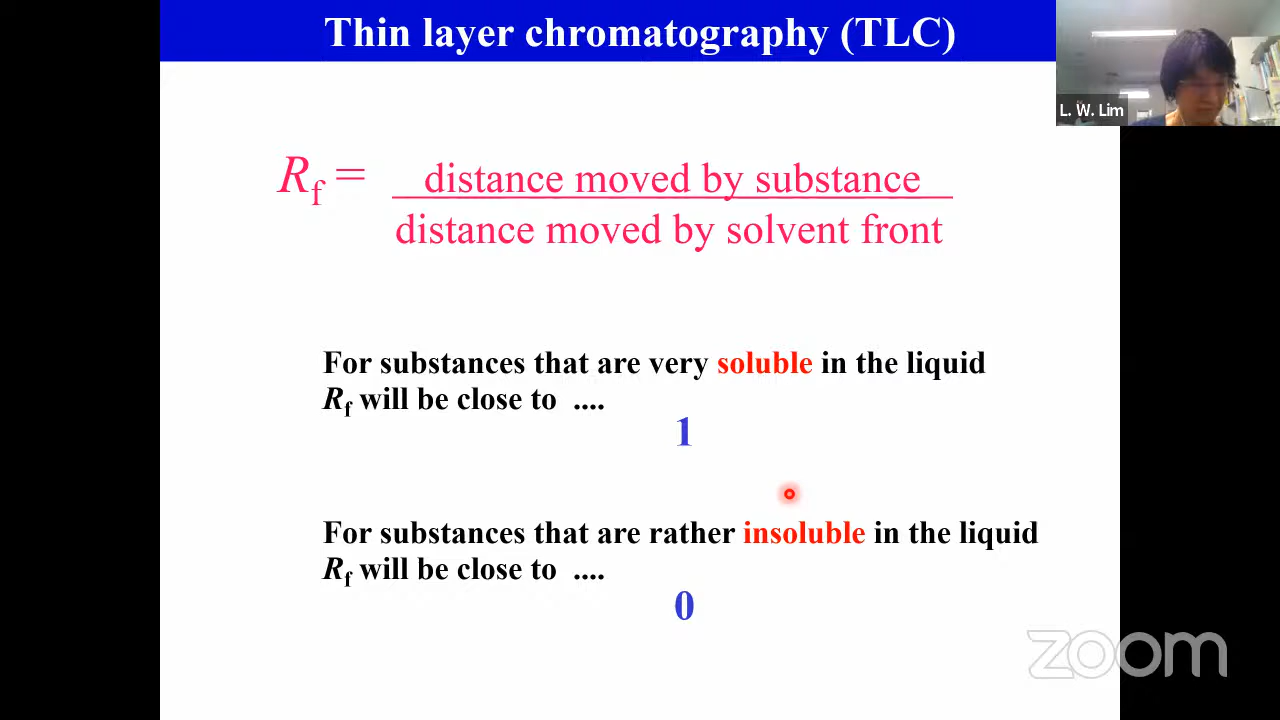 Thin layer chromatography (TLC)
L. W. Lim
Rf = distance moved by substance
distance moved by solvent front
For substances that are very soluble in the liquid
Rf will be close to ....
1
For substances that are rather insoluble in the liquid
Rf will be close to ....
0
zoom